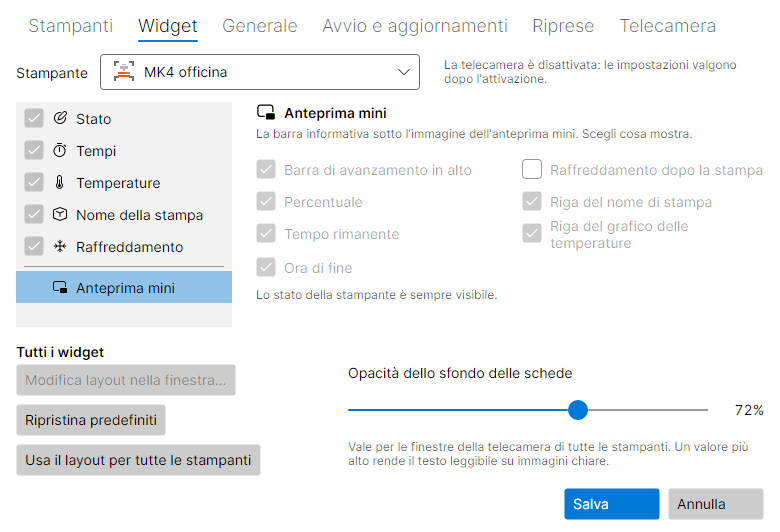 Stampanti Widget Generale Avvio e aggiornamenti Riprese Telecamera
Stampante MK4 officina
La telecamera è disattivata: le impostazioni valgono
dopo l'attivazione.
Stato
Tempi
Temperature
Nome della stampa
Raffreddamento
Anteprima mini
Anteprima mini
La barra informativa sotto l'immagine dell'anteprima mini. Scegli cosa mostra.
Barra di avanzamento in alto
Percentuale
Tempo rimanente
Ora di fine
Raffreddamento dopo la stampa
Riga del nome di stampa
Riga del grafico delle
temperature
Lo stato della stampante è sempre visibile.
Tutti i widget
Modifica layout nella finestra...
Ripristina predefiniti
Usa il layout per tutte le stampanti
Opacità dello sfondo delle schede
72%
Vale per le finestre della telecamera di tutte le stampanti. Un valore più
alto rende il testo leggibile su immagini chiare.
Salva Annulla